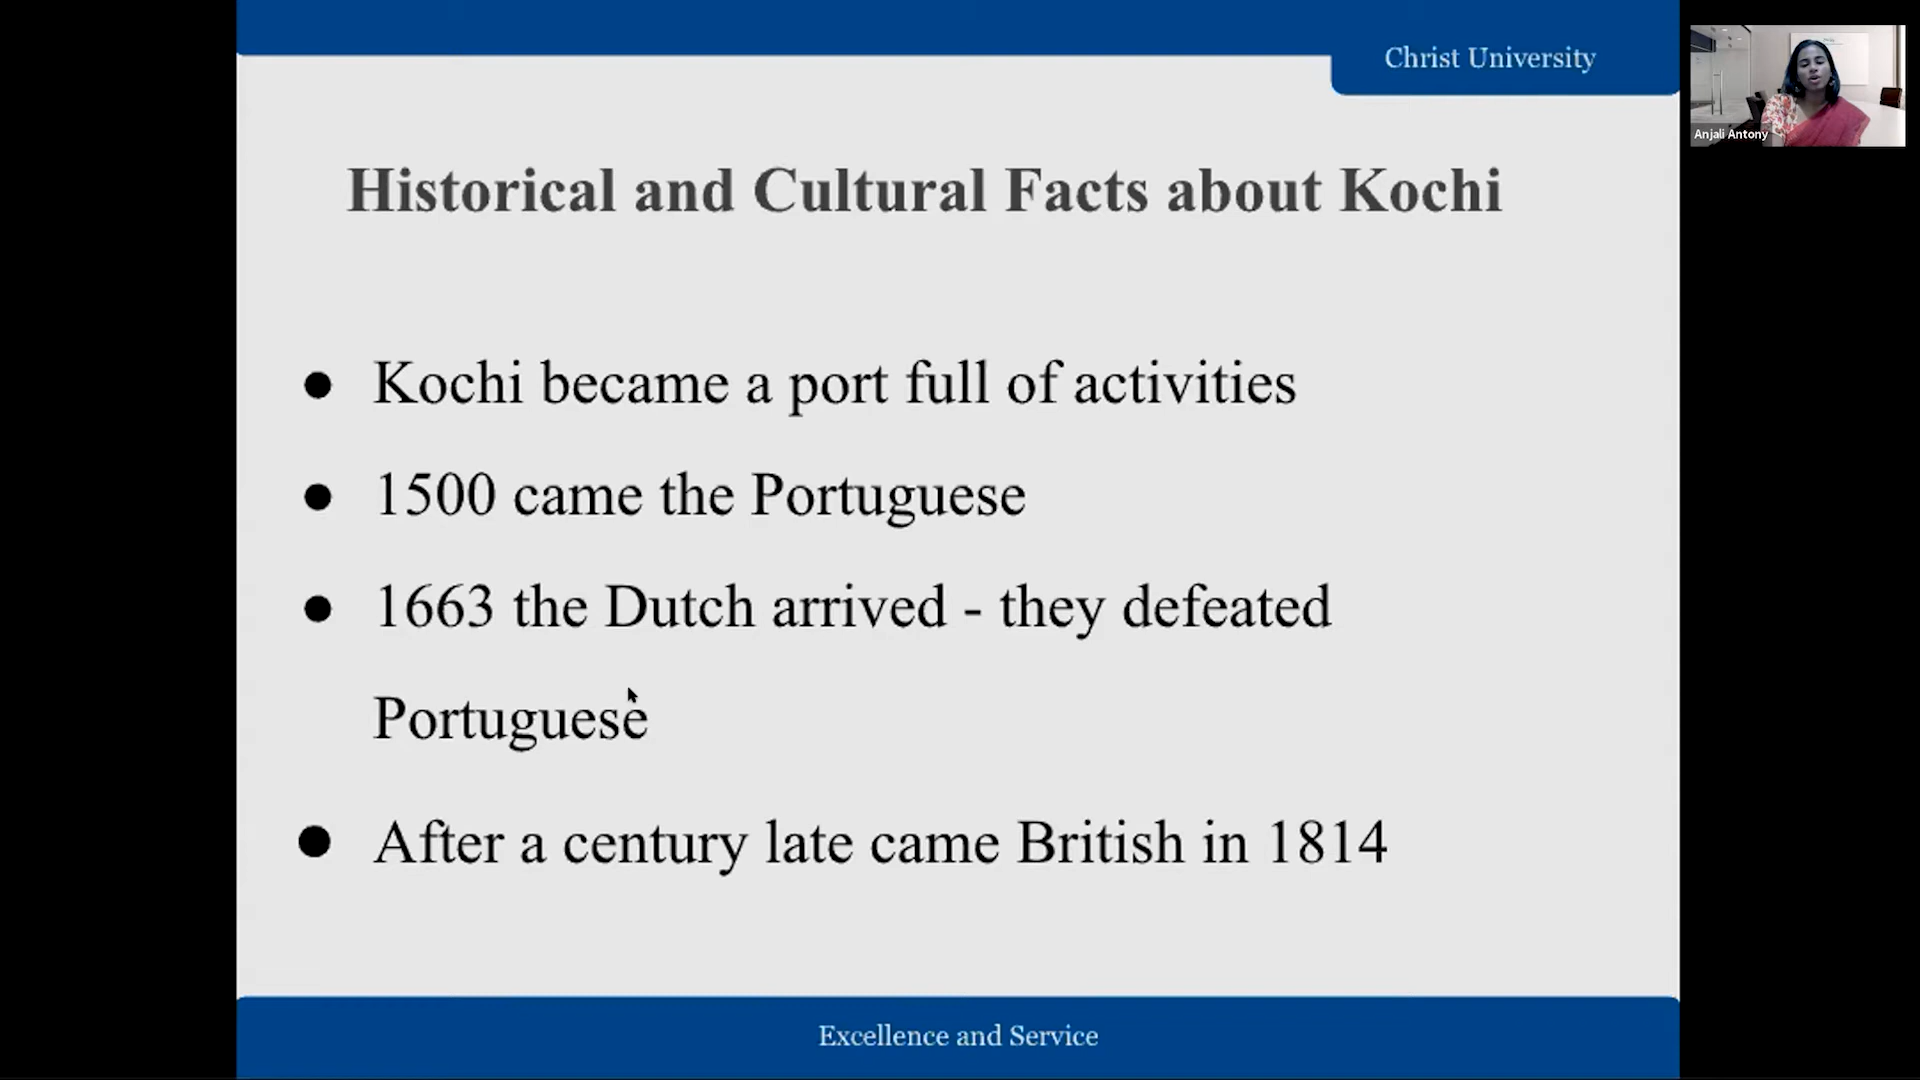 Christ University
Anjali Antony
Historical and Cultural Facts about Kochi
● Kochi became a port full of activities
● 1500 came the Portuguese
● 1663 the Dutch arrived - they defeated
Portuguese
● After a century late came British in 1814
Excellence and Service